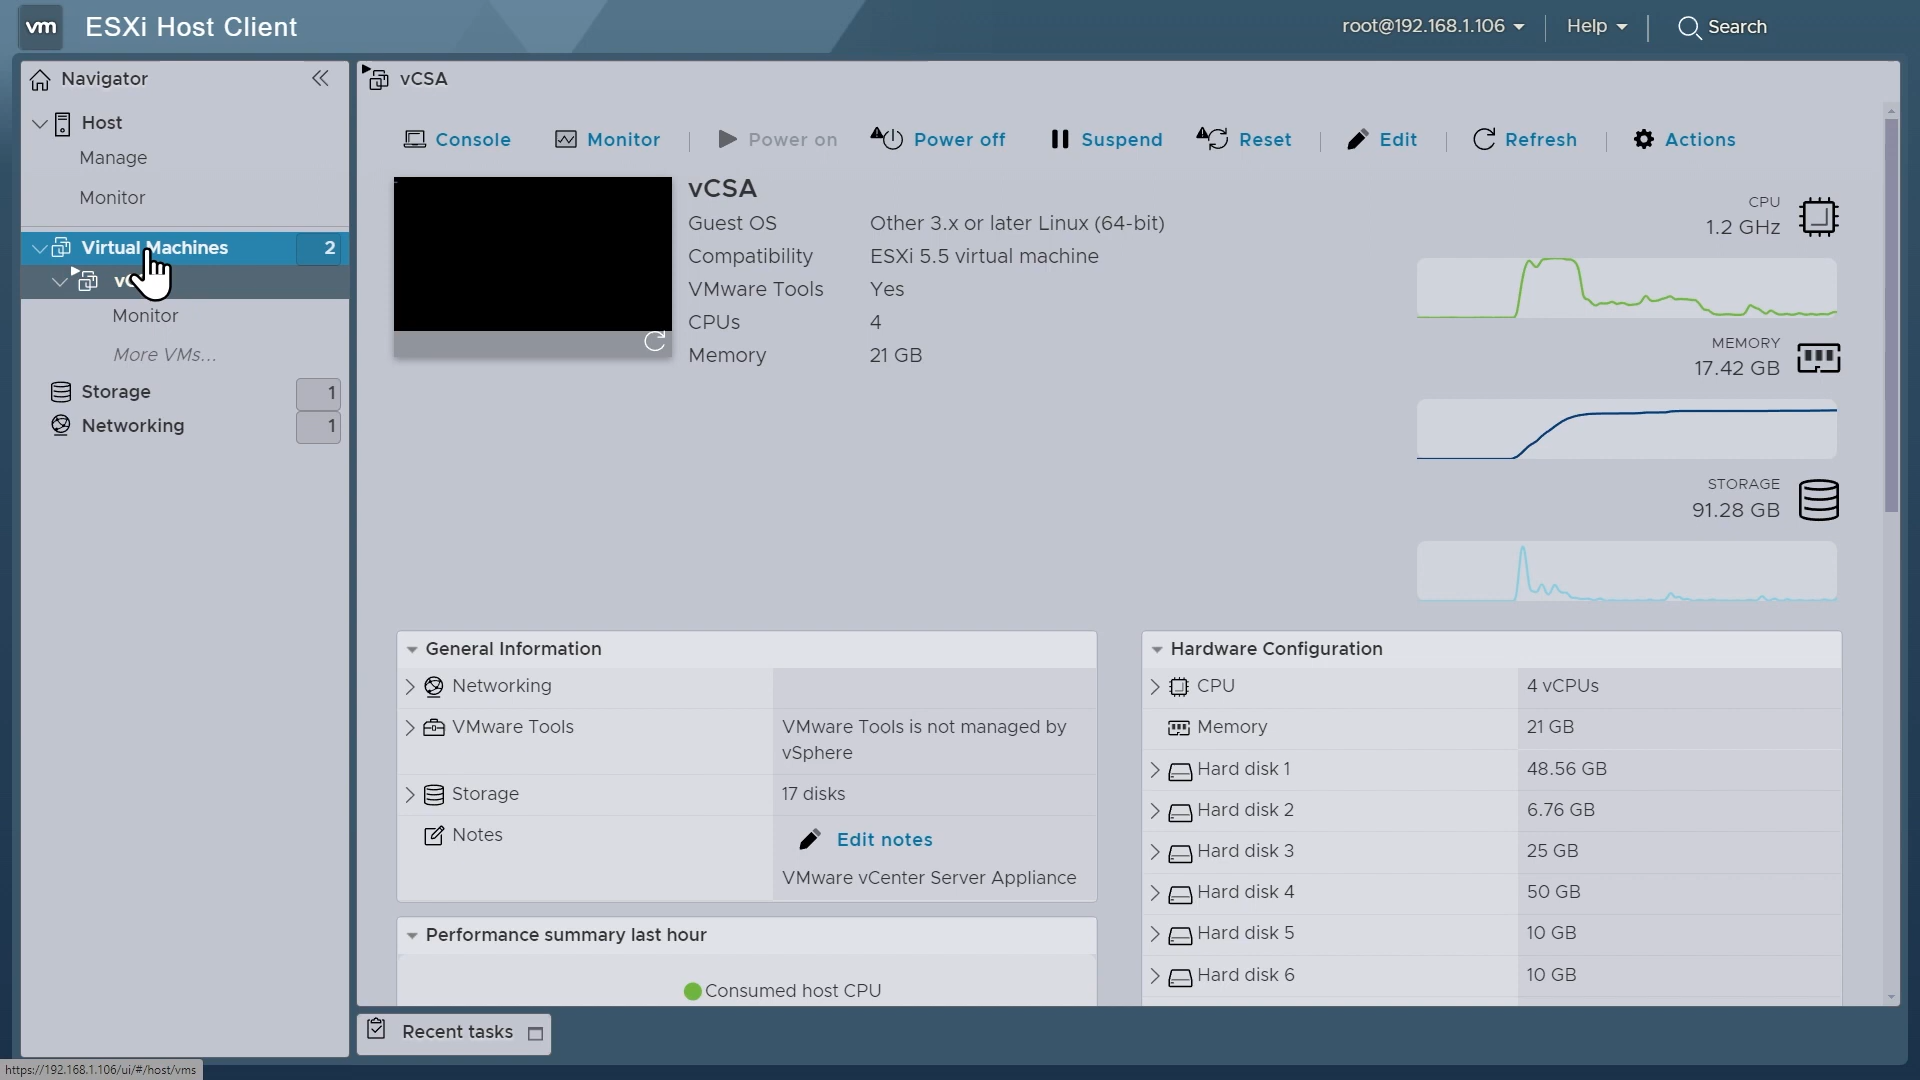 vm ESXi Host Client
root@192.168.1.106 Help Search
Navigator
Host
Manage
Monitor
Virtual Machines 2
Monitor
More VMs...
Storage 1
Networking 1
vCSA
Console Monitor Power on Power off Suspend Reset Edit Refresh Actions
vCSA
Guest OS Other 3.x or later Linux (64-bit)
Compatibility ESXi 5.5 virtual machine
VMware Tools Yes
CPUs 4
Memory 21 GB
CPU
1.2 GHz
MEMORY
17.42 GB
STORAGE
91.28 GB
General Information
Networking
VMware Tools VMware Tools is not managed by
vSphere
Storage 17 disks
Notes Edit notes
VMware vCenter Server Appliance
Performance summary last hour
Consumed host CPU
Hardware Configuration
CPU 4 vCPUs
Memory 21 GB
Hard disk 1 48.56 GB
Hard disk 2 6.76 GB
Hard disk 3 25 GB
Hard disk 4 50 GB
Hard disk 5 10 GB
Hard disk 6 10 GB
Recent tasks
https://192.168.1.106/ui/#/host/vms